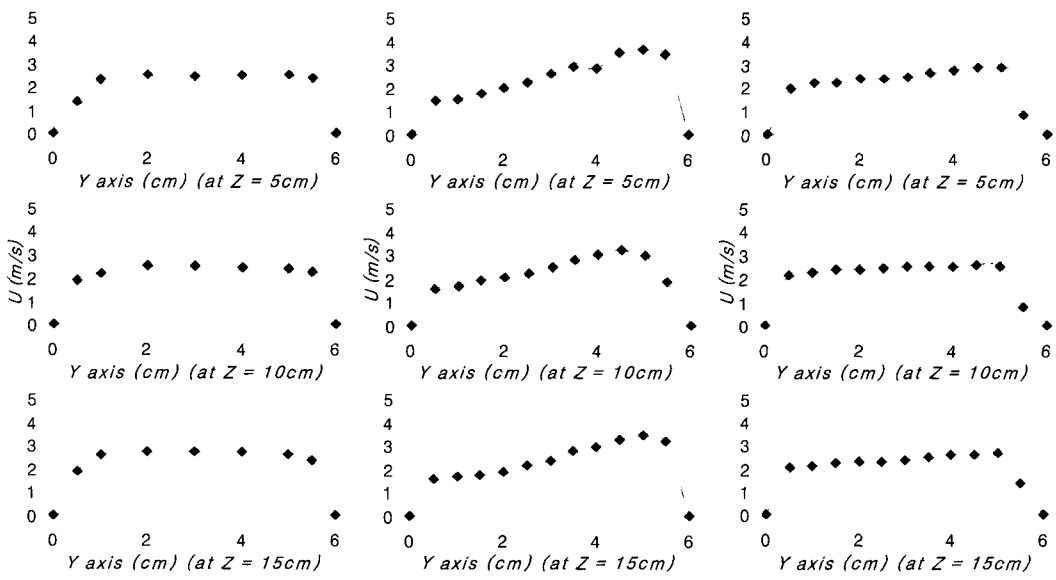 5
4
3
2
1
0
0 2 4 6
Y axis (cm) (at Z = 5cm)
5
4
3
2
1
0
0 2 4 6
Y axis (cm) (at Z = 5cm)
5
4
3
2
1
0
0 2 4 6
Y axis (cm) (at Z = 5cm)
U (m/s)
5
4
3
2
1
0
0 2 4 6
Y axis (cm) (at Z = 10cm)
U (m/s)
5
4
3
2
1
0
0 2 4 6
Y axis (cm) (at Z = 10cm)
U (m/s)
5
4
3
2
1
0
0 2 4 6
Y axis (cm) (at Z = 10cm)
5
4
3
2
1
0
0 2 4 6
Y axis (cm) (at Z = 15cm)
5
4
3
2
1
0
0 2 4 6
Y axis (cm) (at Z = 15cm)
5
4
3
2
1
0
0 2 4 6
Y axis (cm) (at Z = 15cm)